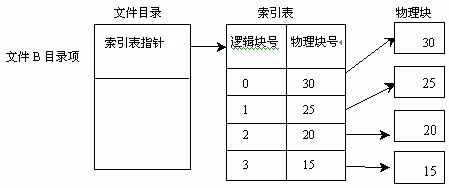 文件目录
索引表
物理块
文件 B 目录项
索引表指针
逻辑块号
物理块号
0
30
1
25
2
20
3
15
30
25
20
15